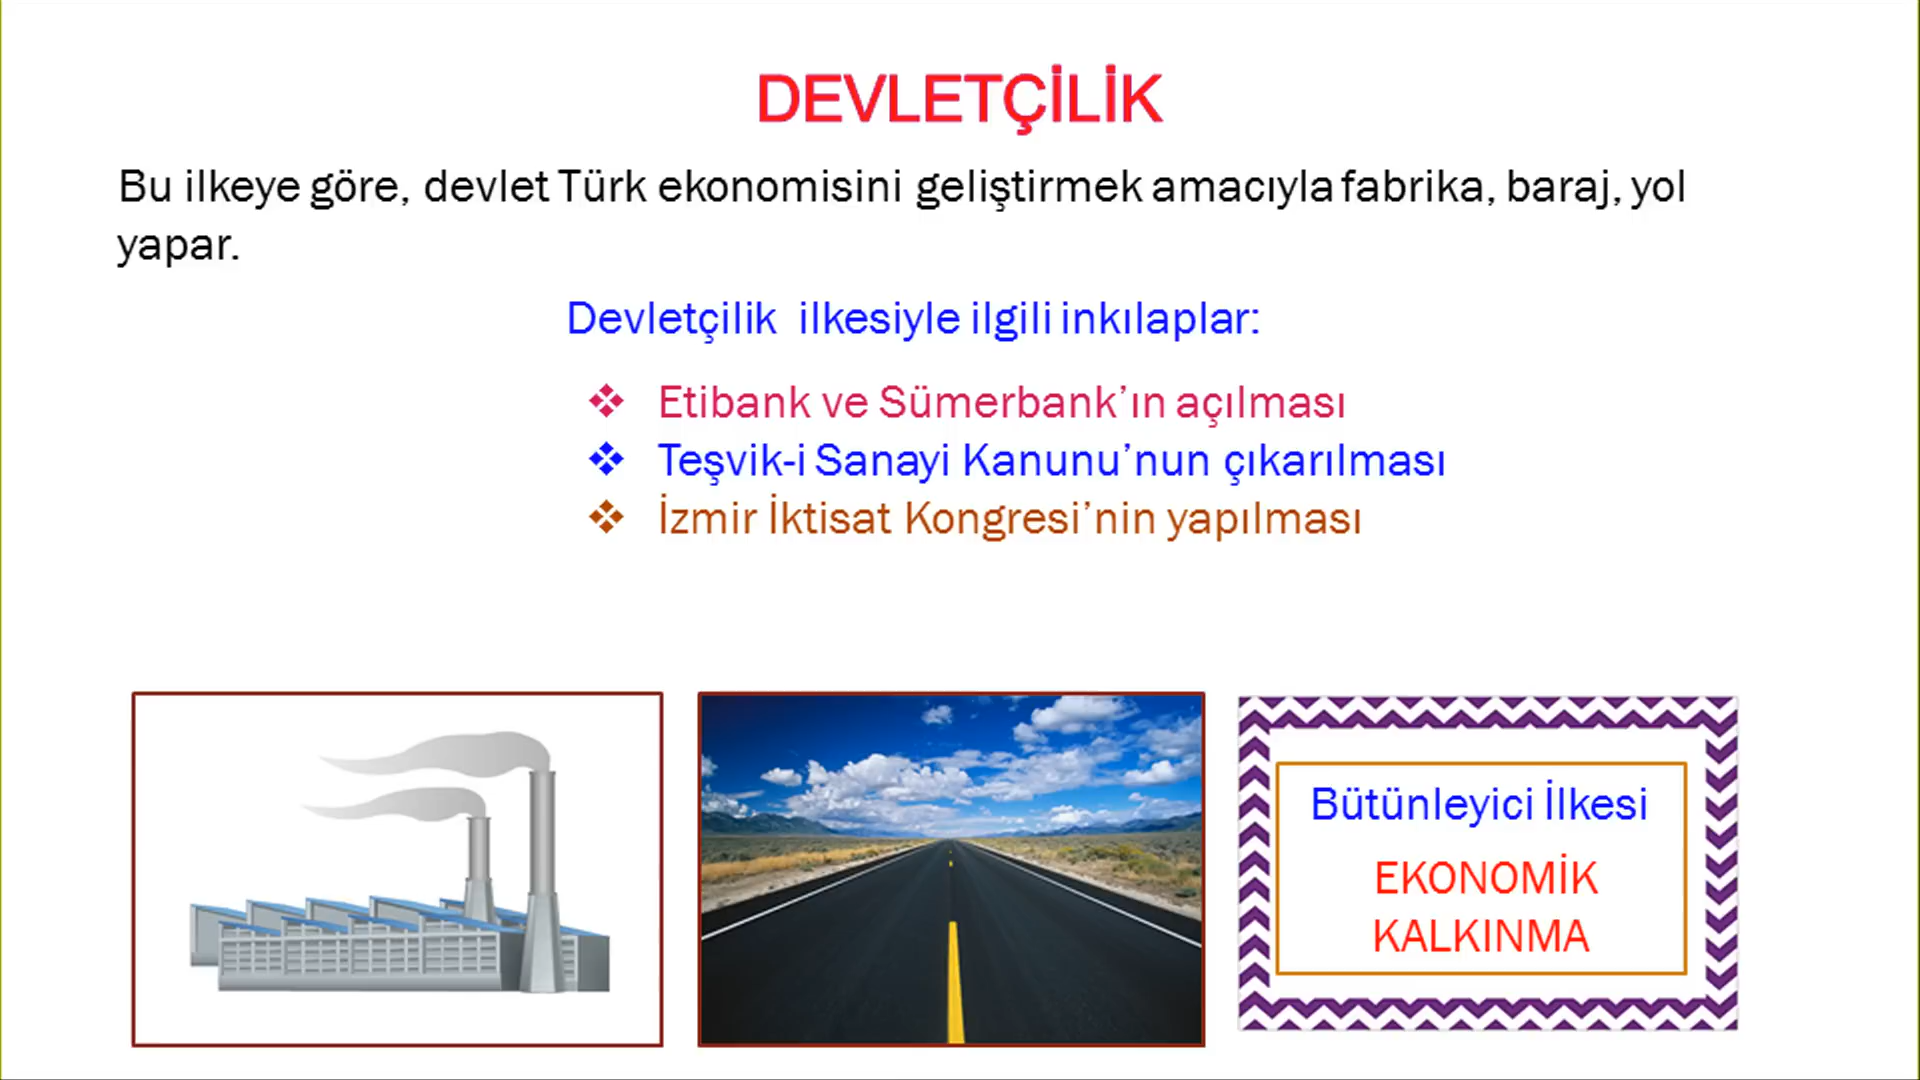 DEVLETÇİLİK
Bu ilkeye göre, devlet Türk ekonomisini geliştirmek amacıyla fabrika, baraj, yol
yapar.
Devletçilik ilkesiyle ilgili inkılaplar:
❖ Etibank ve Sümerbank’ın açılması
❖ Teşvik-i Sanayi Kanunu’nun çıkarılması
❖ İzmir İktisat Kongresi’nin yapılması
Bütünleyici İlkesi
EKONOMİK
KALKINMA